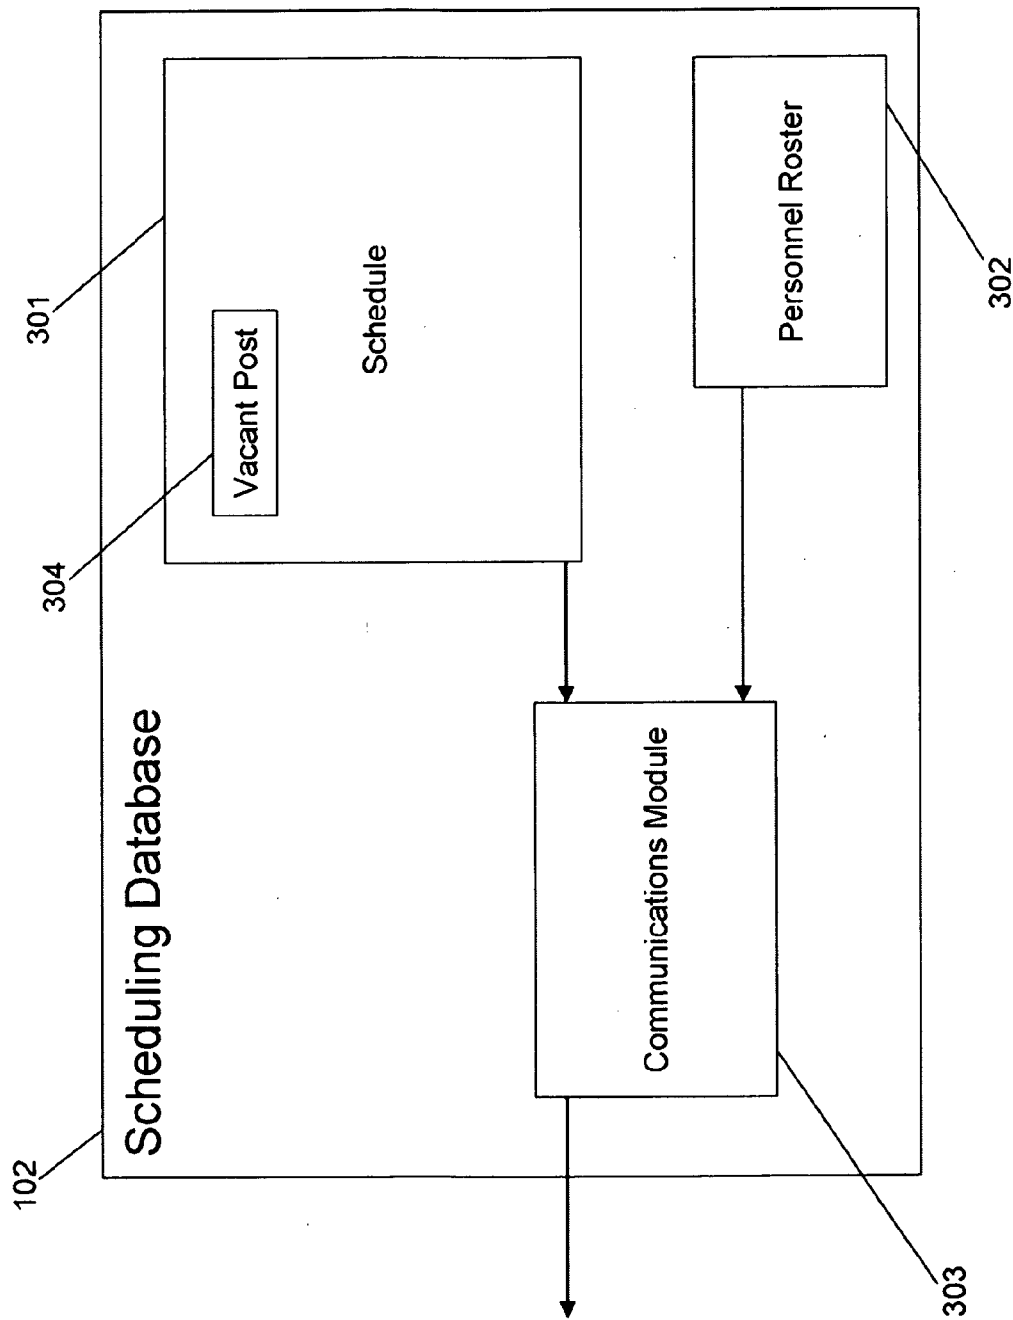 102
Scheduling Database
304
301
Vacant Post
Schedule
Communications Module
Personnel Roster
303
302